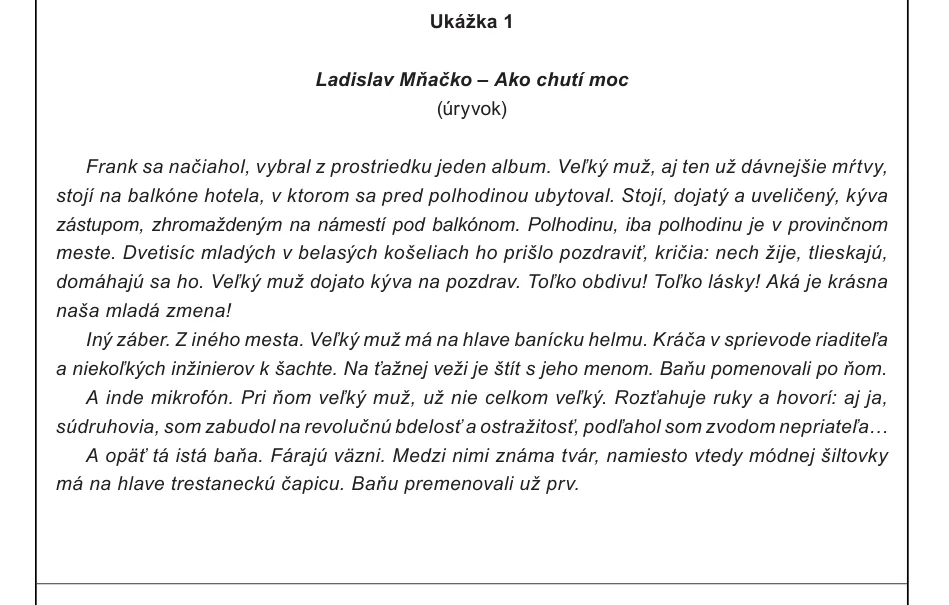 Ukážka 1
Ladislav Mňačko – Ako chutí moc
(úryvok)
Frank sa načiahol, vybral z prostriedku jeden album. Veľký muž, aj ten už dávnejšie mŕtvy,
stojí na balkóne hotela, v ktorom sa pred polhodinou ubytoval. Stojí, dojatý a uveličený, kýva
zástupom, zhromaždeným na námestí pod balkónom. Polhodinu, iba polhodinu je v provinčnom
meste. Dvetisíc mladých v belasých košeliach ho prišlo pozdraviť, kričia: nech žije, tlieskajú,
domáhajú sa ho. Veľký muž dojato kýva na pozdrav. Toľko obdivu! Toľko lásky! Aká je krásna
naša mladá zmena!
Iný záber. Z iného mesta. Veľký muž má na hlave banícku helmu. Kráča v sprievode riaditeľa
a niekoľkých inžinierov k šachte. Na ťažnej veži je štít s jeho menom. Baňu pomenovali po ňom.
A inde mikrofón. Pri ňom veľký muž, už nie celkom veľký. Rozťahuje ruky a hovorí: aj ja,
súdruhovia, som zabudol na revolučnú bdelosť a ostražitosť, podľahol som zvodom nepriateľa…
A opäť tá istá baňa. Fárajú väzni. Medzi nimi známa tvár, namiesto vtedy módnej šiltovky
má na hlave trestaneckú čapicu. Baňu premenovali už prv.